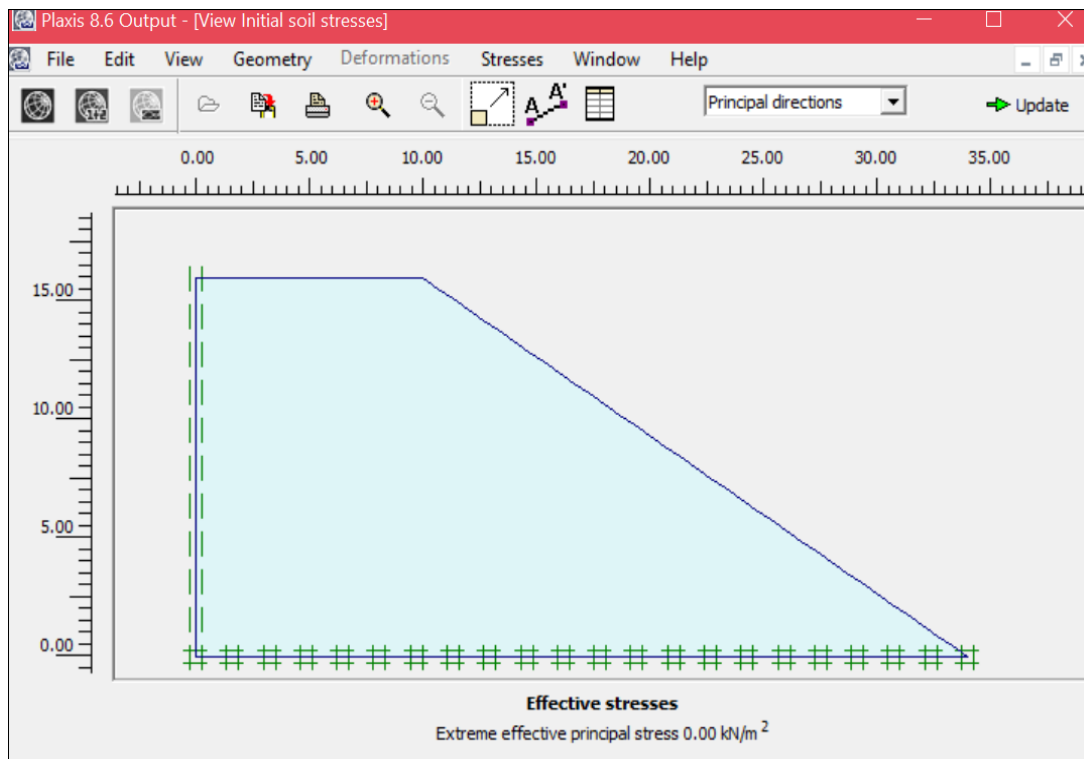 Plaxis 8.6 Output - [View Initial soil stresses]
File Edit View Geometry Deformations Stresses Window Help
Principal directions Update
0.00 5.00 10.00 15.00 20.00 25.00 30.00 35.00
15.00
10.00
5.00
0.00
Effective stresses
Extreme effective principal stress 0.00 kN/m²